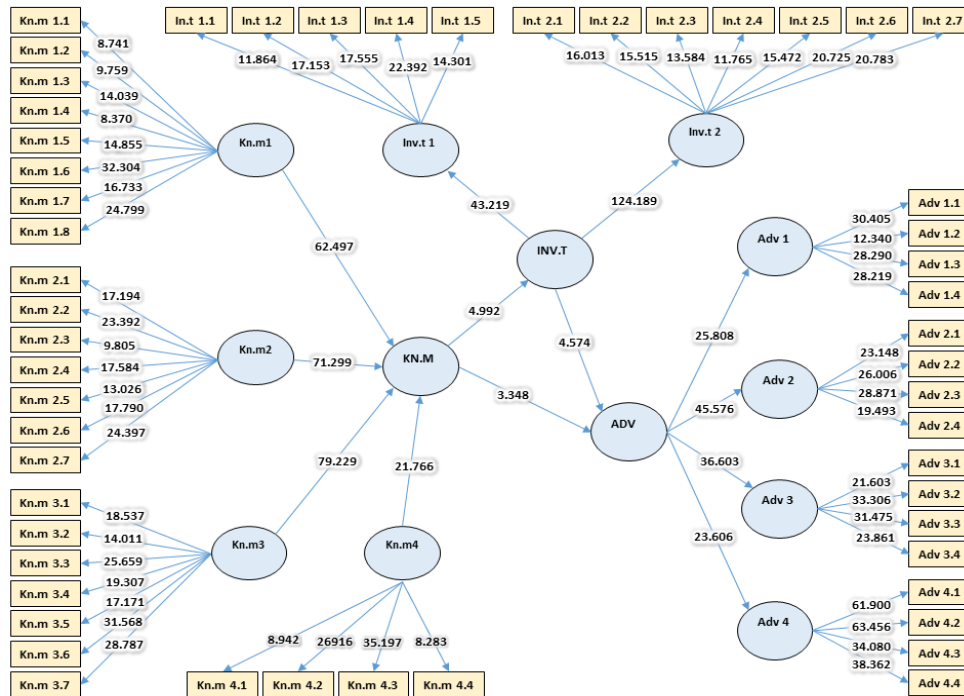 Kn.m 1.1
Kn.m 1.2
Kn.m 1.3
Kn.m 1.4
Kn.m 1.5
Kn.m 1.6
Kn.m 1.7
Kn.m 1.8
8.741
9.759
14.039
8.370
14.855
32.304
16.733
24.799
Kn.m1
In.t 1.1 In.t 1.2 In.t 1.3 In.t 1.4 In.t 1.5
11.864 17.153 17.555 22.392 14.301
Inv.t 1
In.t 2.1 In.t 2.2 In.t 2.3 In.t 2.4 In.t 2.5 In.t 2.6 In.t 2.7
16.013 15.515 13.584 11.765 15.472 20.725 20.783
Inv.t 2
43.219
124.189
62.497
INV.T
4.992
4.574
Kn.m 2.1
Kn.m 2.2
Kn.m 2.3
Kn.m 2.4
Kn.m 2.5
Kn.m 2.6
Kn.m 2.7
17.194
23.392
9.805
17.584
13.026
17.790
24.397
Kn.m2
71.299
KN.M
3.348
ADV
79.229
21.766
Kn.m 3.1
Kn.m 3.2
Kn.m 3.3
Kn.m 3.4
Kn.m 3.5
Kn.m 3.6
Kn.m 3.7
18.537
14.011
25.659
19.307
17.171
31.568
28.787
Kn.m3
Kn.m4
8.942 26916 35.197 8.283
Kn.m 4.1 Kn.m 4.2 Kn.m 4.3 Kn.m 4.4
25.808
45.576
36.603
23.606
Adv 1
30.405
12.340
28.290
28.219
Adv 1.1
Adv 1.2
Adv 1.3
Adv 1.4
Adv 2
23.148
26.006
28.871
19.493
Adv 2.1
Adv 2.2
Adv 2.3
Adv 2.4
Adv 3
21.603
33.306
31.475
23.861
Adv 3.1
Adv 3.2
Adv 3.3
Adv 3.4
Adv 4
61.900
63.456
34.080
38.362
Adv 4.1
Adv 4.2
Adv 4.3
Adv 4.4